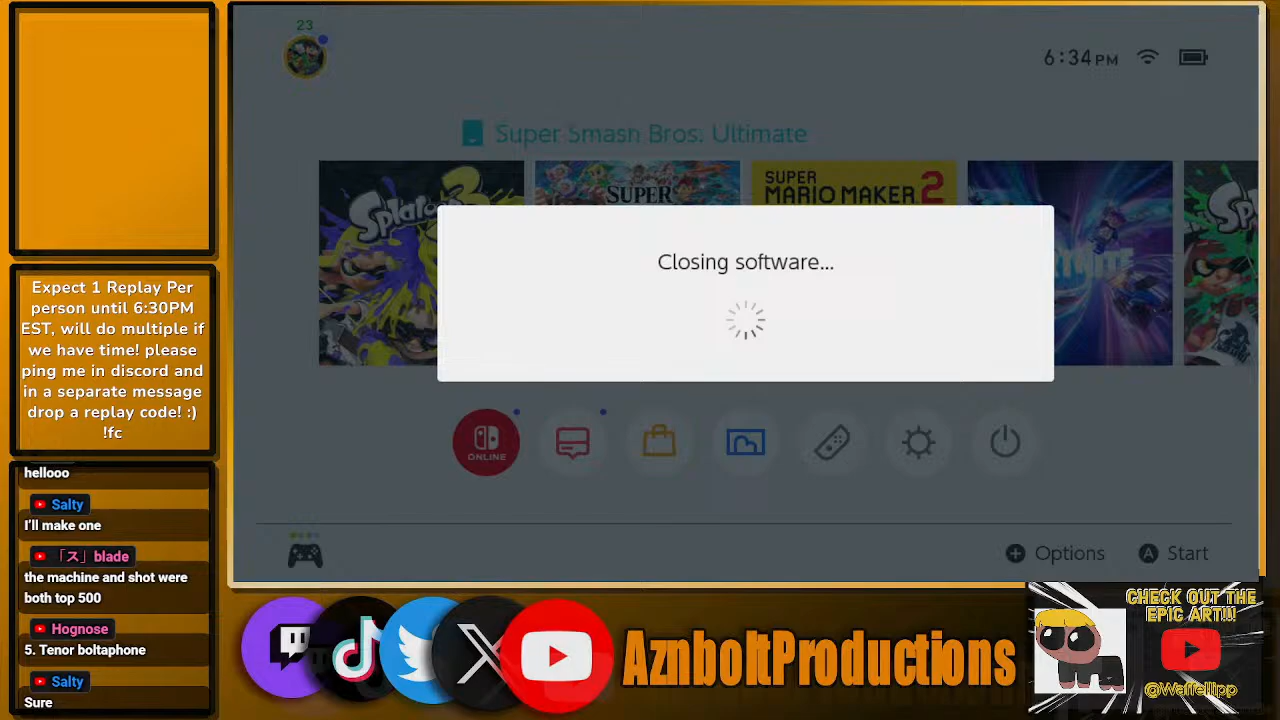 23
6:34 PM
Super Smash Bros. Ultimate
Splatoon 3
SUPER
SUPER
MARIO MAKER 2
Closing software...
ONLINE
Options
A
Start
Expect 1 Replay Per
person until 6:30PM
EST, will do multiple if
we have time! please
ping me in discord and
in a separate message
drop a replay code! :)
!fc
hellooo
Salty
I'll make one
「ス」blade
the machine and shot were
both top 500
Hognose
5. Tenor boltaphone
Salty
Sure
AznboltProductions
CHECK OUT THE
EPIC ART!!!
@Waffellipp